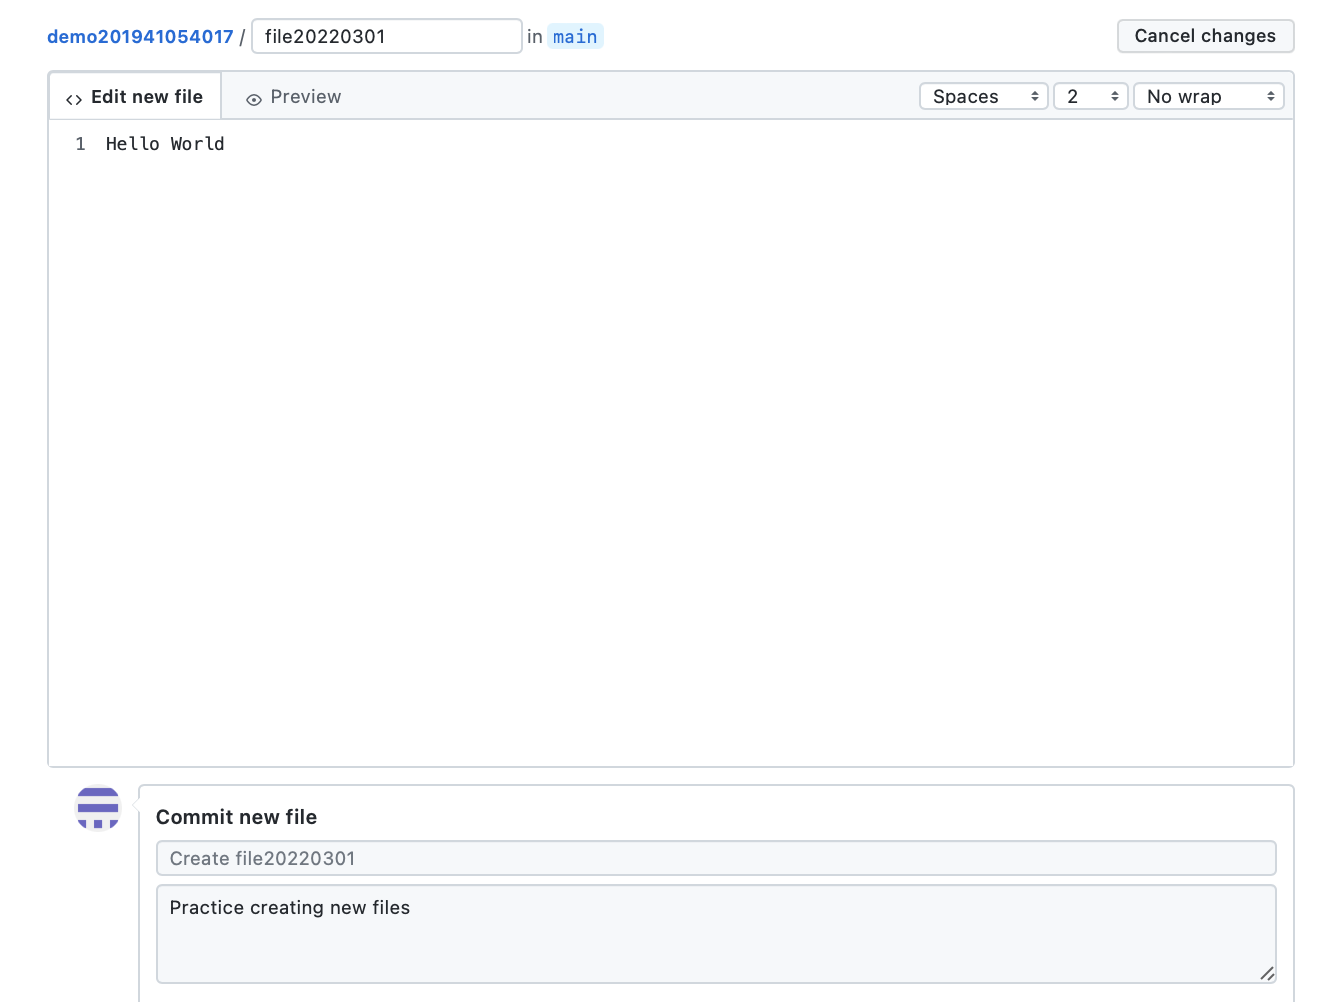 demo201941054017 / file20220301 in main Cancel changes
<> Edit new file Preview Spaces 2 No wrap
1 Hello World
Commit new file
Create file20220301
Practice creating new files